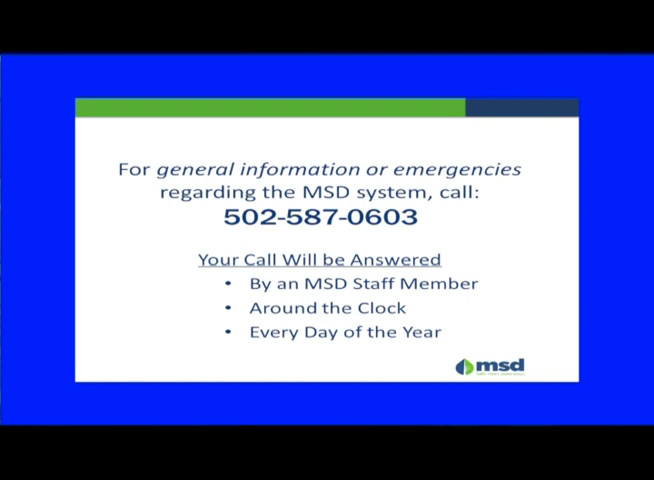 For general information or emergencies
regarding the MSD system, call:
502-587-0603
Your Call Will be Answered
• By an MSD Staff Member
• Around the Clock
• Every Day of the Year
msd